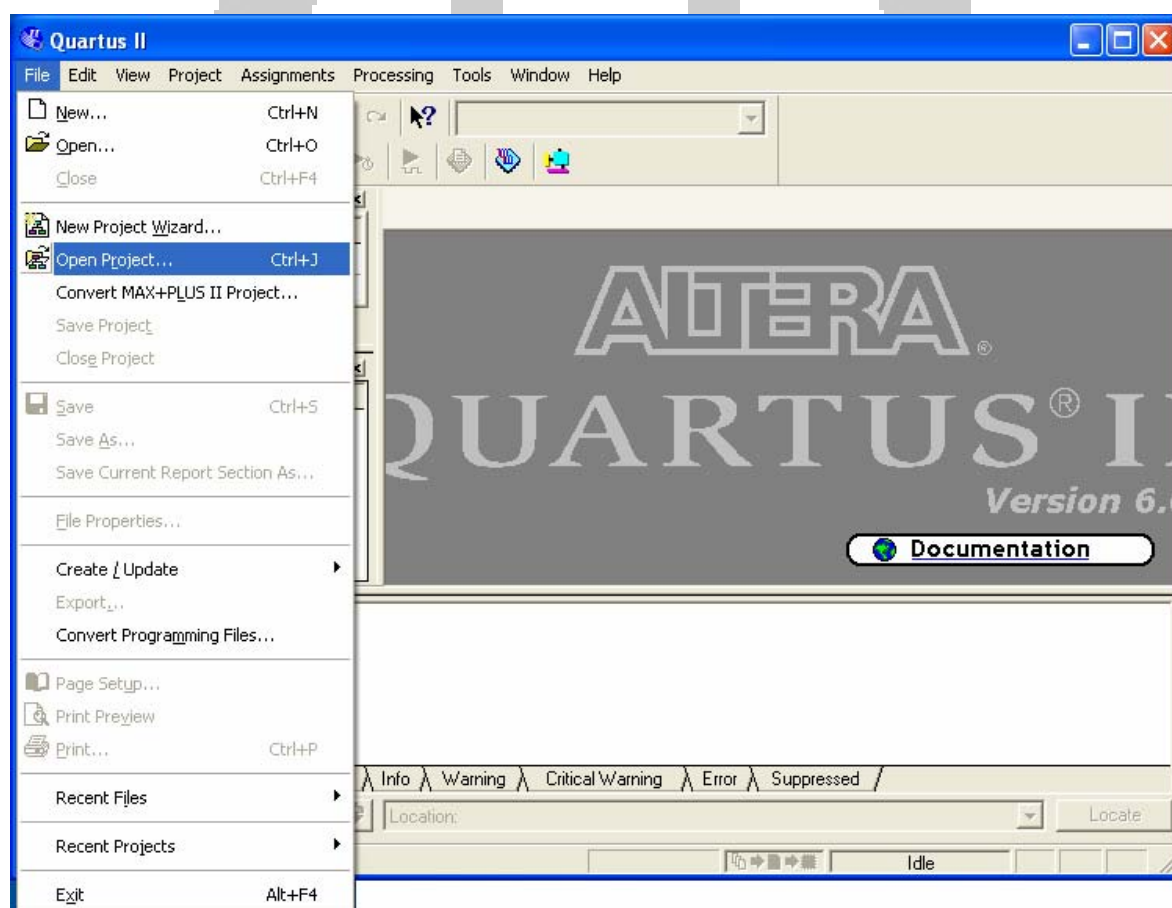 Quartus II
File Edit View Project Assignments Processing Tools Window Help
New... Ctrl+N
Open... Ctrl+O
Close Ctrl+F4
New Project Wizard...
Open Project... Ctrl+J
Convert MAX+PLUS II Project...
Save Project
Close Project
Save Ctrl+S
Save As...
Save Current Report Section As...
File Properties...
Create / Update
Export...
Convert Programming Files...
Page Setup...
Print Preview
Print... Ctrl+P
Recent Files
Recent Projects
Exit Alt+F4
ALTERA®
QUARTUS® II
Version 6.
Documentation
Info Warning Critical Warning Error Suppressed
Location: Locate
Idle